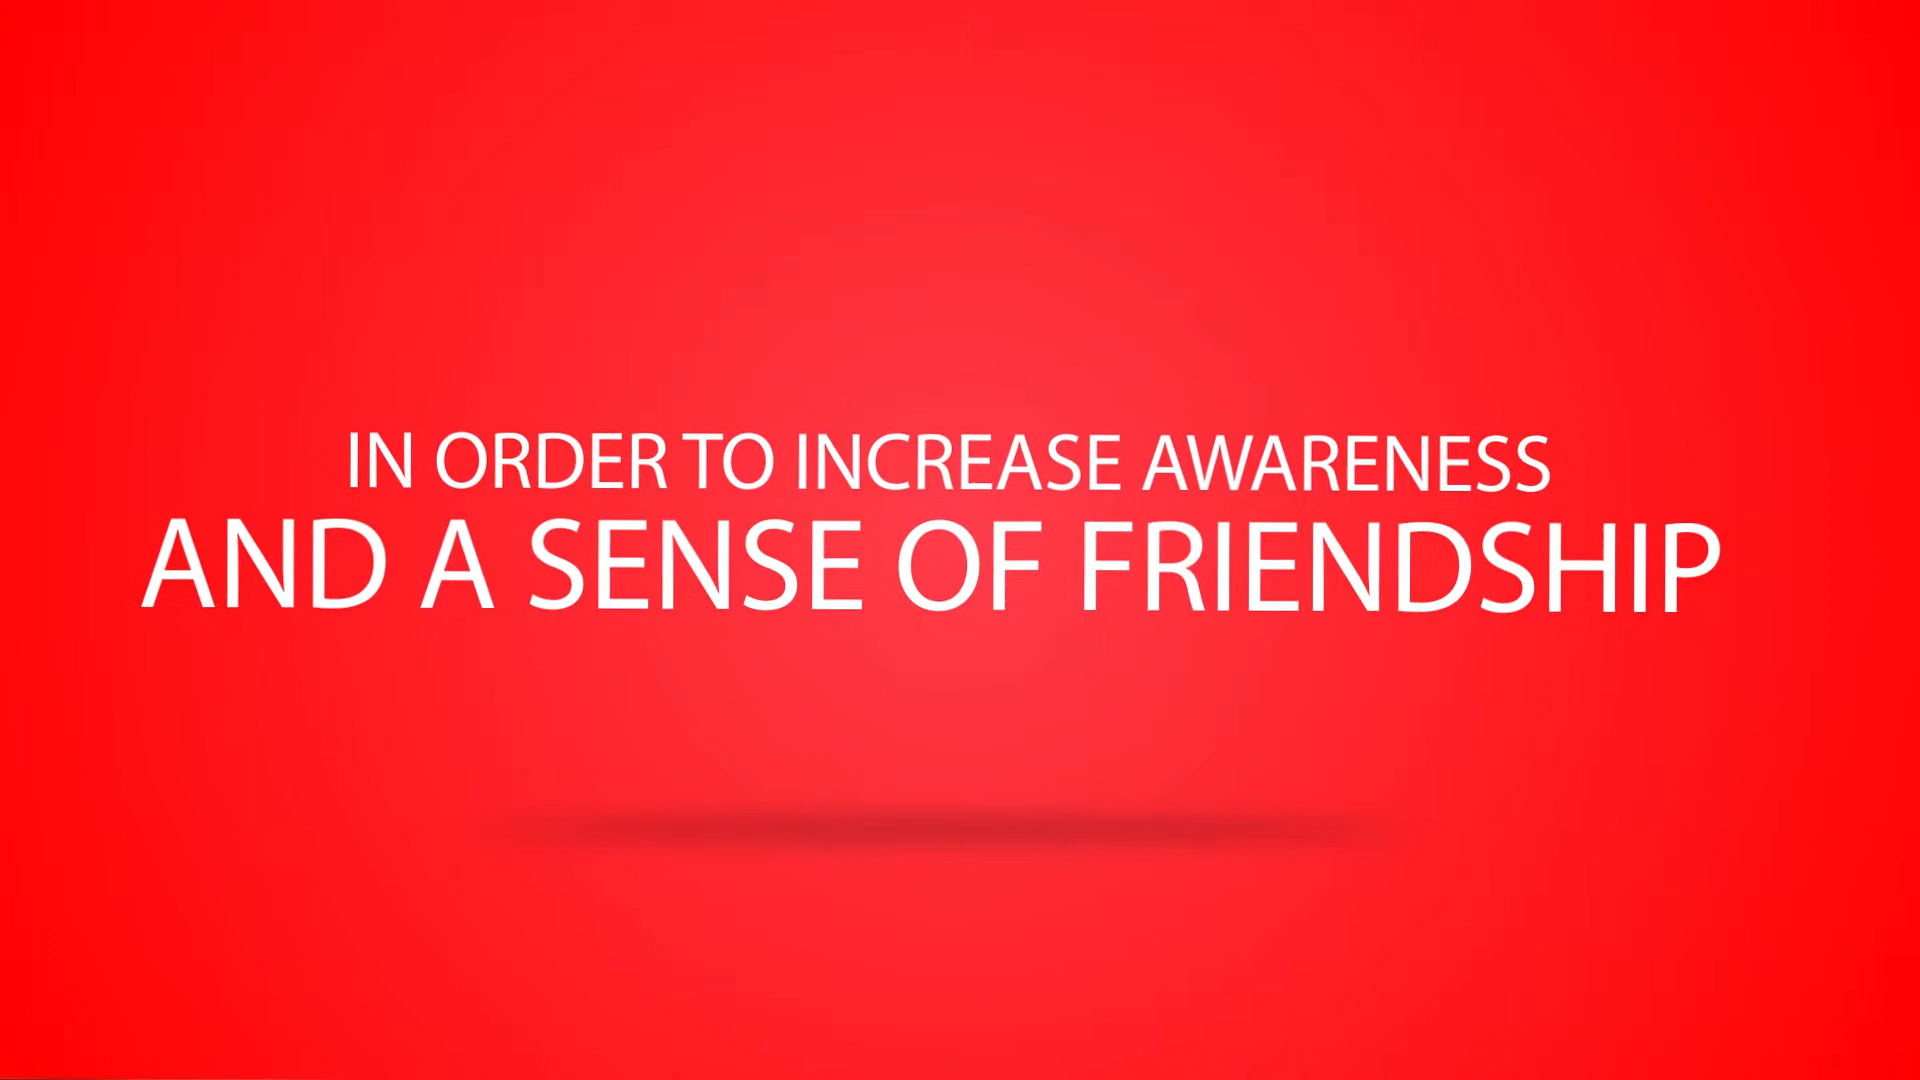 IN ORDER TO INCREASE AWARENESS
AND A SENSE OF FRIENDSHIP